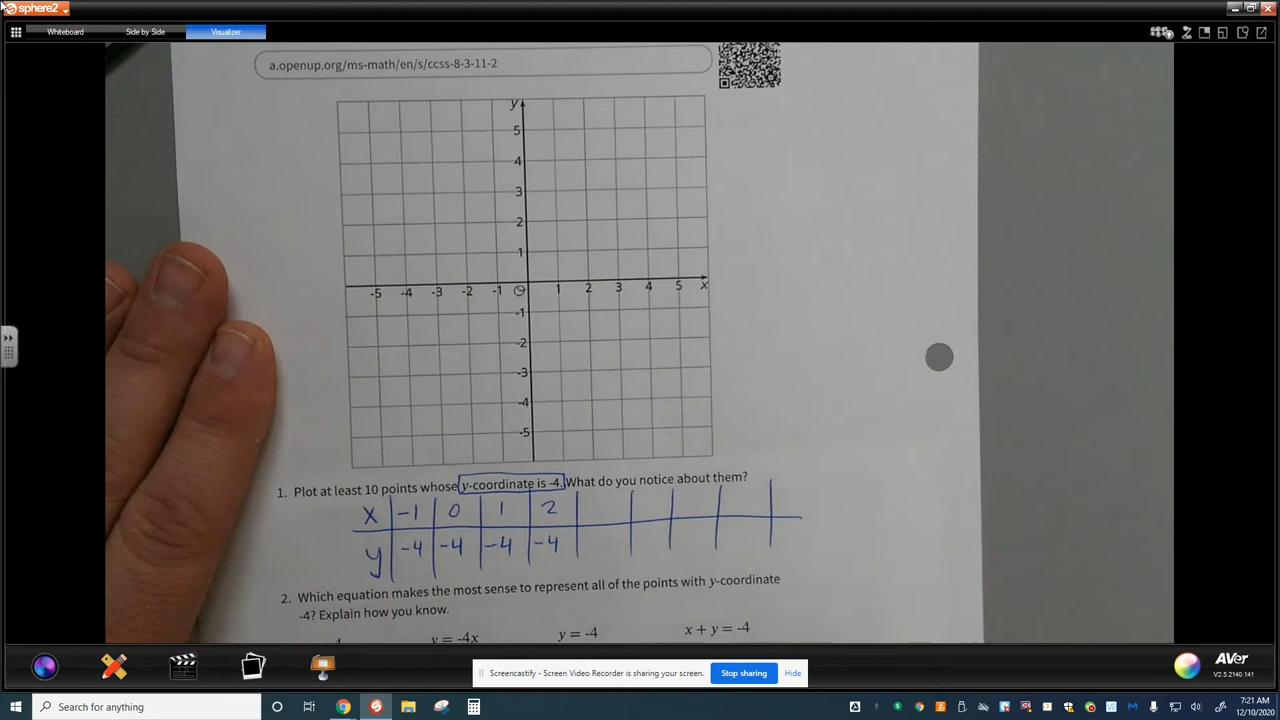 sphere2
Whiteboard Side by Side Visualizer
a.openup.org/ms-math/en/s/ccss-8-3-11-2
y
5
4
3
2
1
-5 -4 -3 -2 -1 O 1 2 3 4 5 x
-1
-2
-3
-4
-5
1. Plot at least 10 points whose y-coordinate is -4. What do you notice about them?
x -1 0 1 2
y -4 -4 -4 -4
2. Which equation makes the most sense to represent all of the points with y-coordinate
-4? Explain how you know.
y = -4x y = -4 x + y = -4
Screencastify - Screen Video Recorder is sharing your screen. Stop sharing Hide
AVer
V2.5.2140.141
Search for anything
7:21 AM
12/10/2020